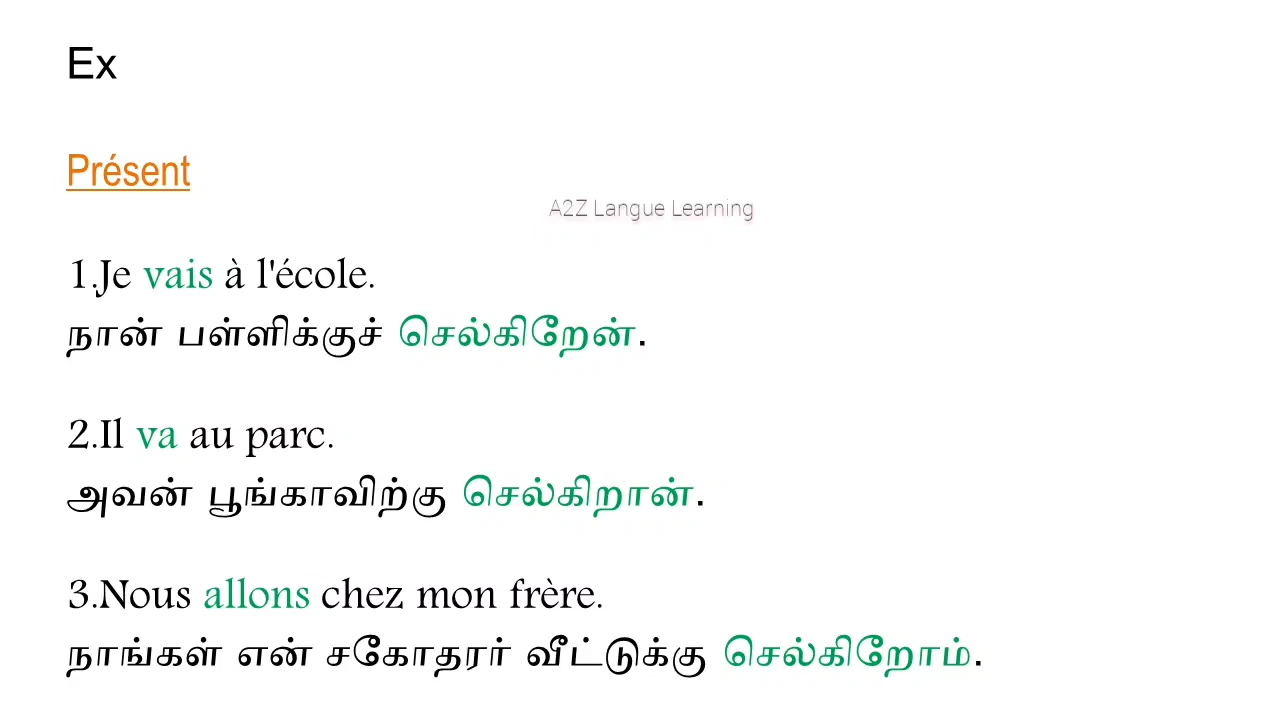 Ex
Présent
A2Z Langue Learning
1.Je vais à l'école.
நான் பள்ளிக்குச் செல்கிறேன்.
2.Il va au parc.
அவன் பூங்காவிற்கு செல்கிறான்.
3.Nous allons chez mon frère.
நாங்கள் என் சகோதரர் வீட்டுக்கு செல்கிறோம்.